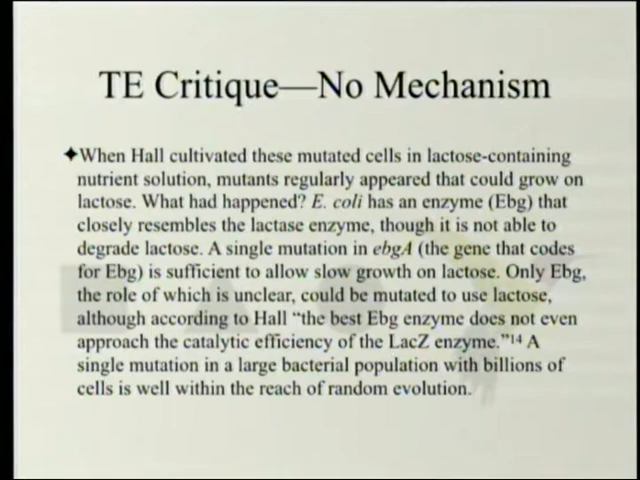 TE Critique—No Mechanism
✦When Hall cultivated these mutated cells in lactose-containing
nutrient solution, mutants regularly appeared that could grow on
lactose. What had happened? E. coli has an enzyme (Ebg) that
closely resembles the lactase enzyme, though it is not able to
degrade lactose. A single mutation in ebgA (the gene that codes
for Ebg) is sufficient to allow slow growth on lactose. Only Ebg,
the role of which is unclear, could be mutated to use lactose,
although according to Hall “the best Ebg enzyme does not even
approach the catalytic efficiency of the LacZ enzyme.”14 A
single mutation in a large bacterial population with billions of
cells is well within the reach of random evolution.